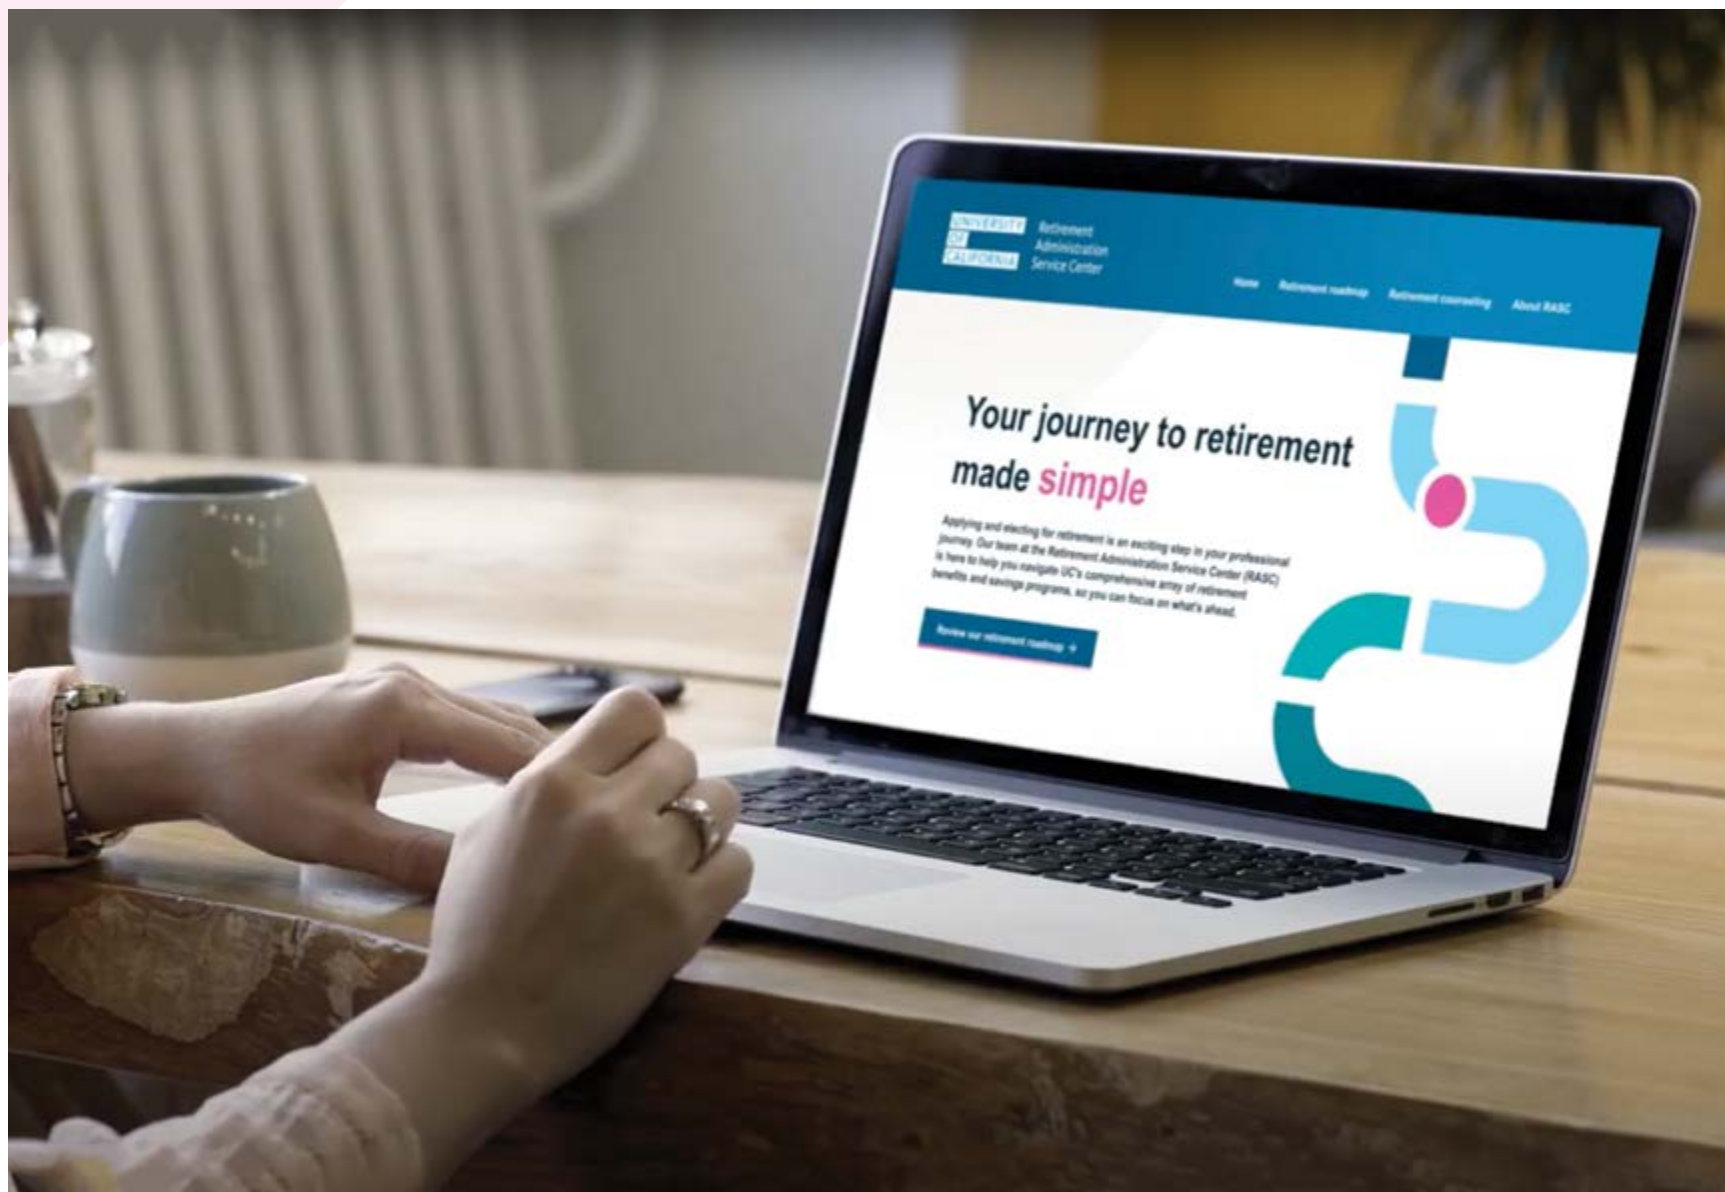 UNIVERSITY
OF
CALIFORNIA
Retirement
Administration
Service Center
Home Retirement roadmap Retirement counseling About RASC
Your journey to retirement
made simple
Applying and electing for retirement is an exciting step in your professional
journey. Our team at the Retirement Administration Service Center (RASC)
is here to help you navigate UC's comprehensive array of retirement
benefits and savings programs, so you can focus on what's ahead.
Review our retirement roadmap →